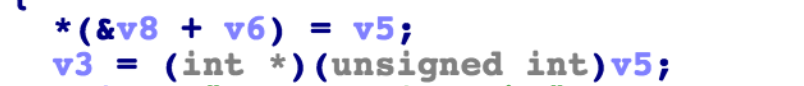 *(&v8 + v6) = v5;
v3 = (int *)(unsigned int)v5;